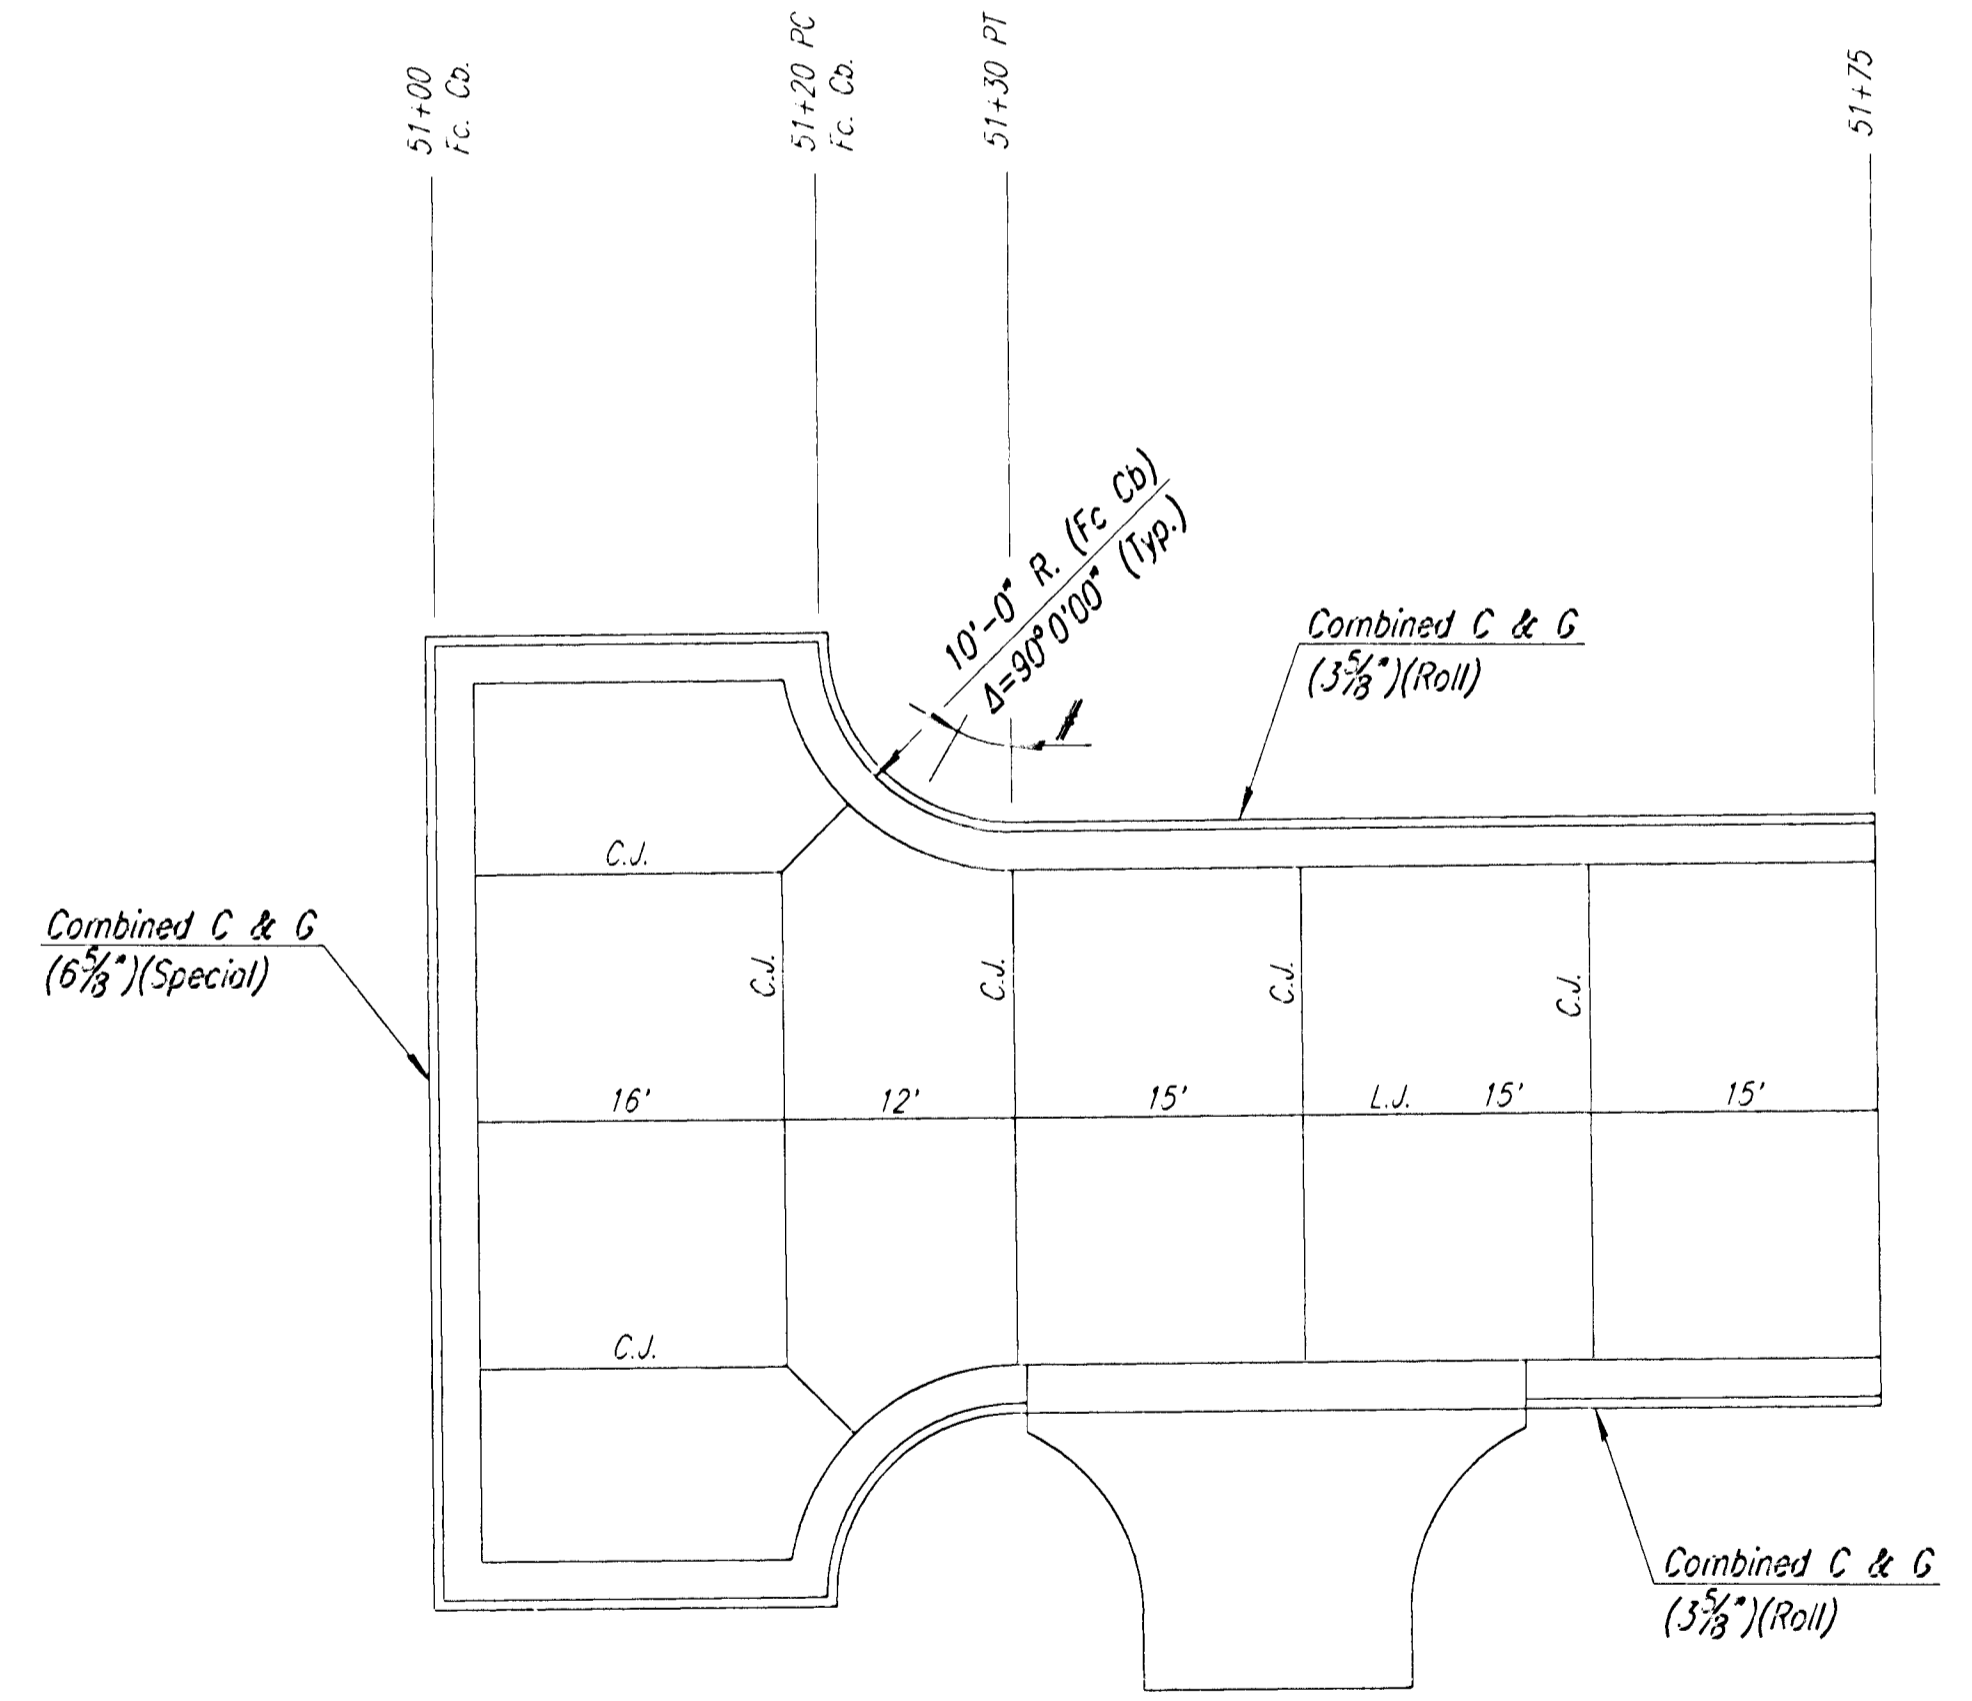 51+00
Fc. Cb.
51+20 PC
Fc. Cb.
51+30 PT
51+75
10'-0" R. (Fc Cb)
Δ=90°0'00" (Typ.)
Combined C & G
(3⅝")(Roll)
C.J.
Combined C & G
(6⅝")(Special)
C.J.
C.J.
C.J.
C.J.
16'
12'
15'
L.J.
15'
15'
C.J.
Combined C & G
(3⅝")(Roll)